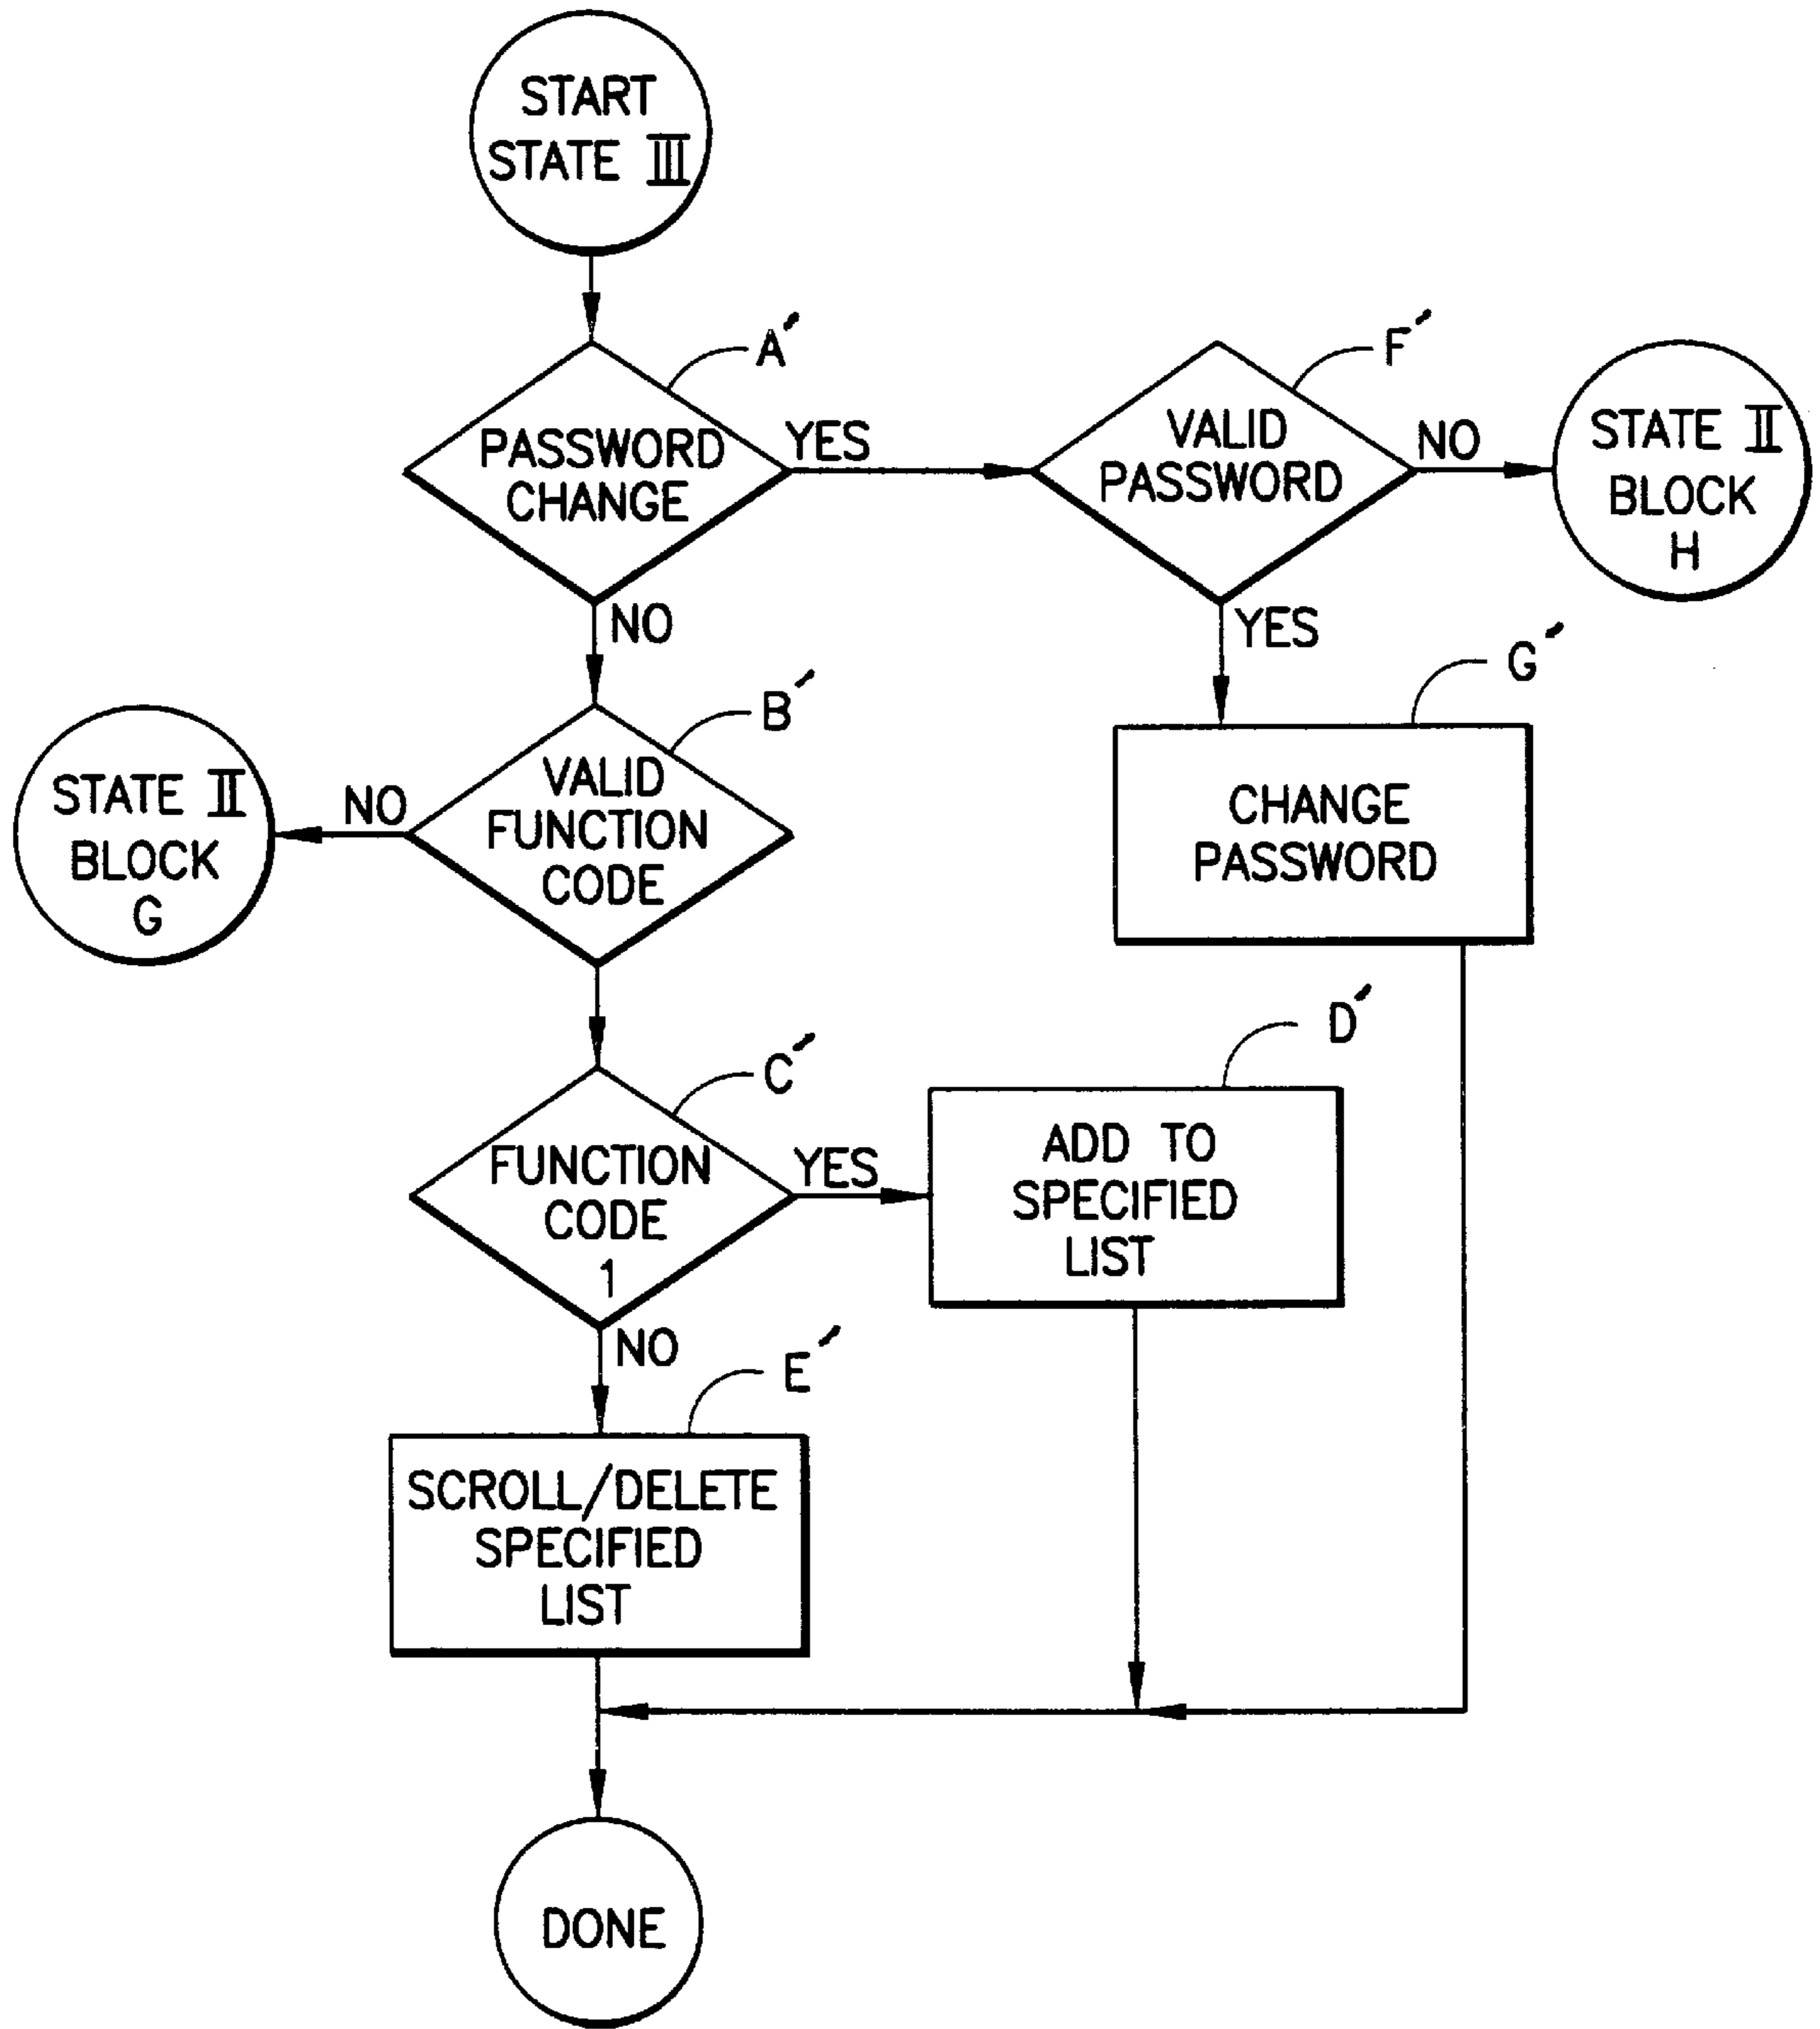 START
STATE III
A′
PASSWORD
CHANGE
YES
NO
F′
VALID
PASSWORD
NO
YES
STATE II
BLOCK
H
G′
CHANGE
PASSWORD
B′
VALID
FUNCTION
CODE
NO
STATE II
BLOCK
G
C′
FUNCTION
CODE
1
YES
NO
D′
ADD TO
SPECIFIED
LIST
E′
SCROLL/DELETE
SPECIFIED
LIST
DONE